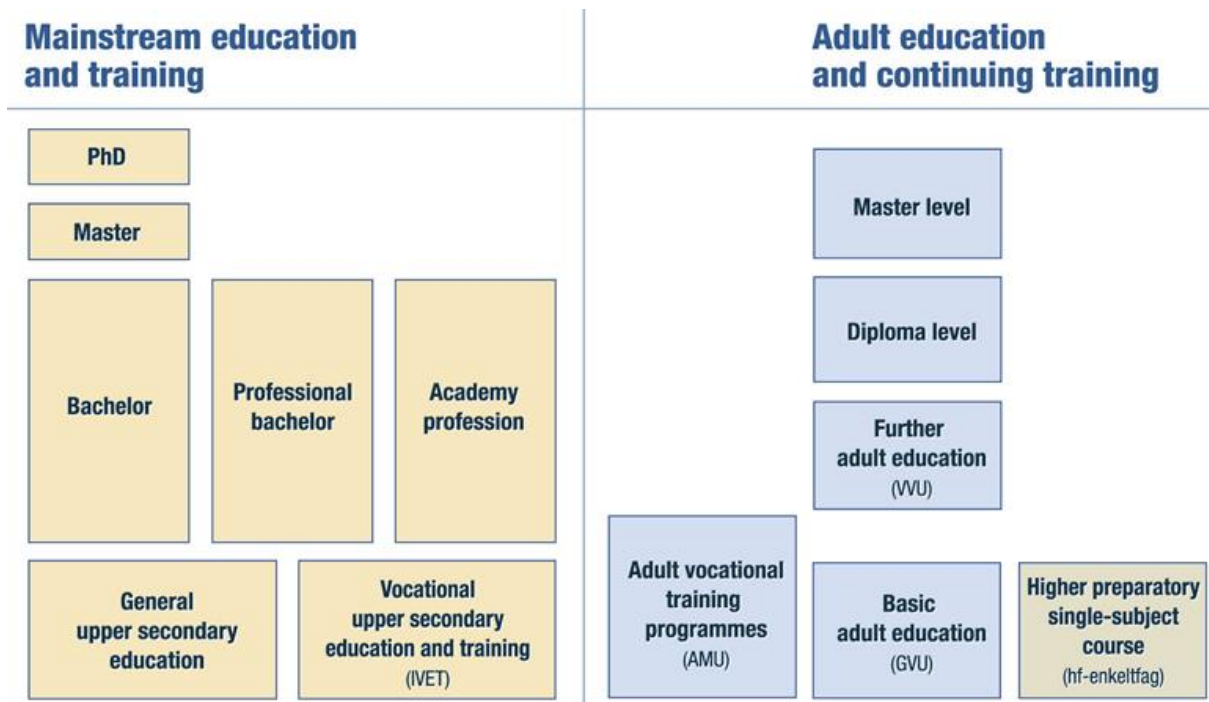 Mainstream education
and training
PhD
Master
Bachelor
Professional
bachelor
Academy
profession
General
upper secondary
education
Vocational
upper secondary
education and training
(IVET)
Adult education
and continuing training
Master level
Diploma level
Further
adult education
(VVU)
Adult vocational
training
programmes
(AMU)
Basic
adult education
(GVU)
Higher preparatory
single-subject
course
(hf-enkeltfag)